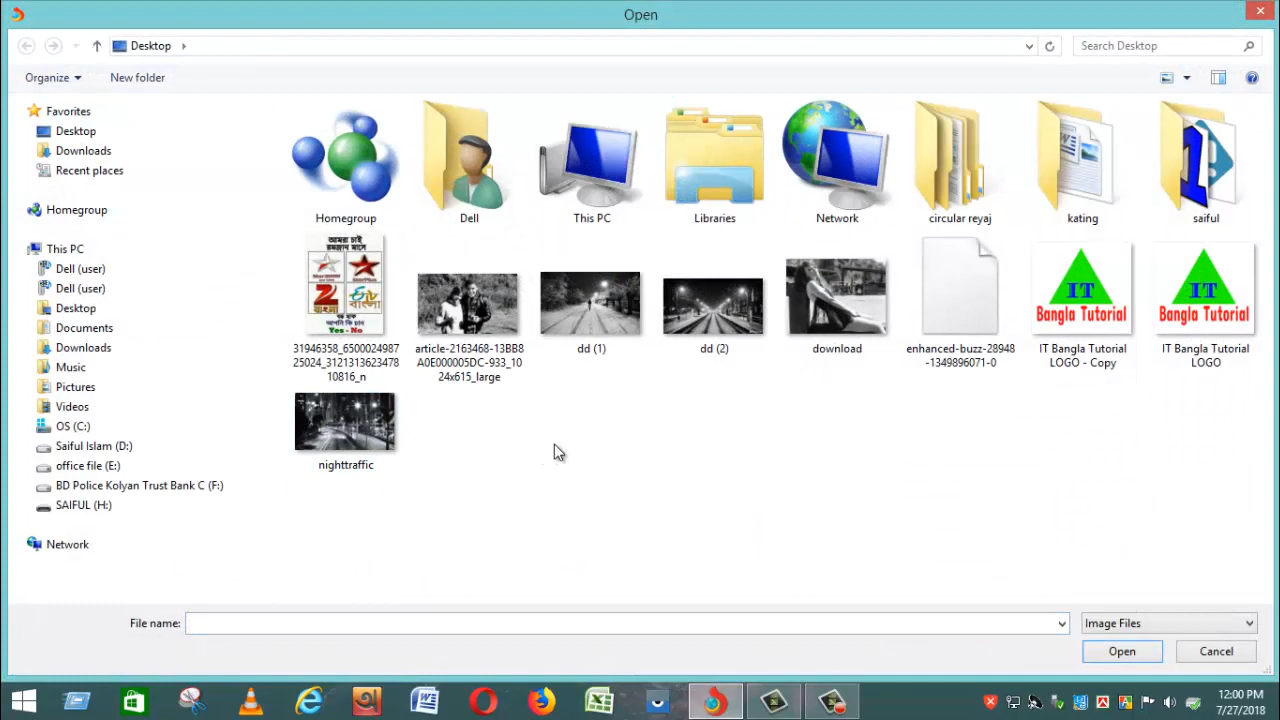 Open
Desktop
Search Desktop
Organize
New folder
Favorites
Desktop
Downloads
Recent places
Homegroup
This PC
Dell (user)
Dell (user)
Desktop
Documents
Downloads
Music
Pictures
Videos
OS (C:)
Saiful Islam (D:)
office file (E:)
BD Police Kolyan Trust Bank C (F:)
SAIFUL (H:)
Network
Homegroup
Dell
This PC
Libraries
Network
circular reyaj
kating
saiful
আমরা চাই
রমজান মাসে
বাংলা
বাংলা
Yes - No
31946358_6500024987
25024_3121313623478
10816_n
article-2163468-13BB8
A0E000005DC-933_10
24x615_large
dd (1)
dd (2)
download
enhanced-buzz-28948
-1349896071-0
IT
Bangla Tutorial
IT Bangla Tutorial
LOGO - Copy
IT
Bangla Tutorial
IT Bangla Tutorial
LOGO
nighttraffic
File name:
Image Files
Open
Cancel
12:00 PM
7/27/2018